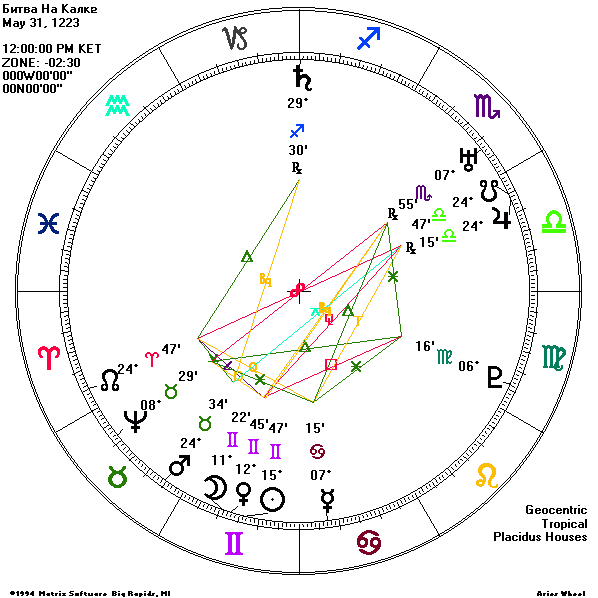 Битва На Калке
May 31, 1223
12:00:00 PM KET
ZONE: -02:30
000W00'00"
00N00'00"
29°
30'
℞
07°
55'
℞
24°
47'
24°
15'
℞
16'
06°
24°
47'
08°
29'
24°
34'
11°
22'
12°
45'
15°
47'
07°
15'
Bq
Bq
Geocentric
Tropical
Placidus Houses
©1994 Matrix Software Big Rapids, MI
Aries Wheel